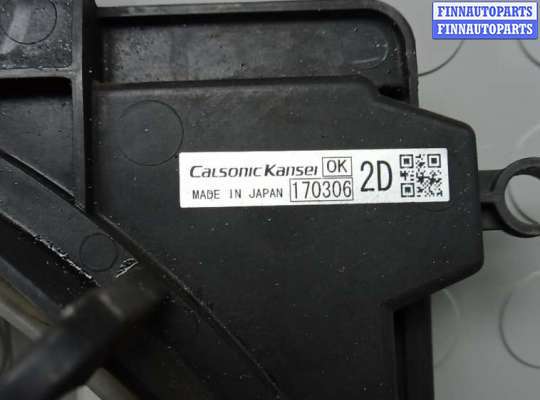 FINNAUTOPARTS
FINNAUTOPARTS
CalsonicKansei OK
MADE IN JAPAN 170306 2D